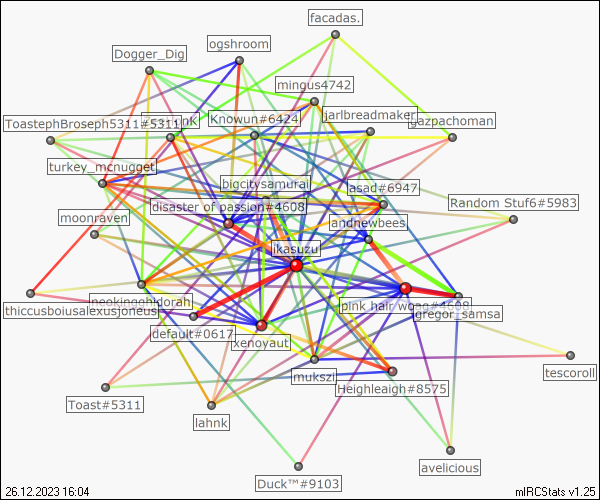 facadas.
ogshroom
Dogger_Dig
mingus4742
jarlbreadmaker
Knowun#6424
gazpachoman
ToastephBroseph5311#5311
turkey_mcnugget
bigcitysamurai
asad#6947
Random Stuf6#5983
disaster of passion#4608
moonraven
andnewbees
ikasuzu
neokingghidorah
pink hair wong#4608
thiccusboiusalexusjoneus
gregor_samsa
default#0617
xenoyaut
tescoroll
mukszi
Heighleaigh#8575
Toast#5311
lahnk
avelicious
Duck™#9103
26.12.2023 16:04
mIRCStats v1.25